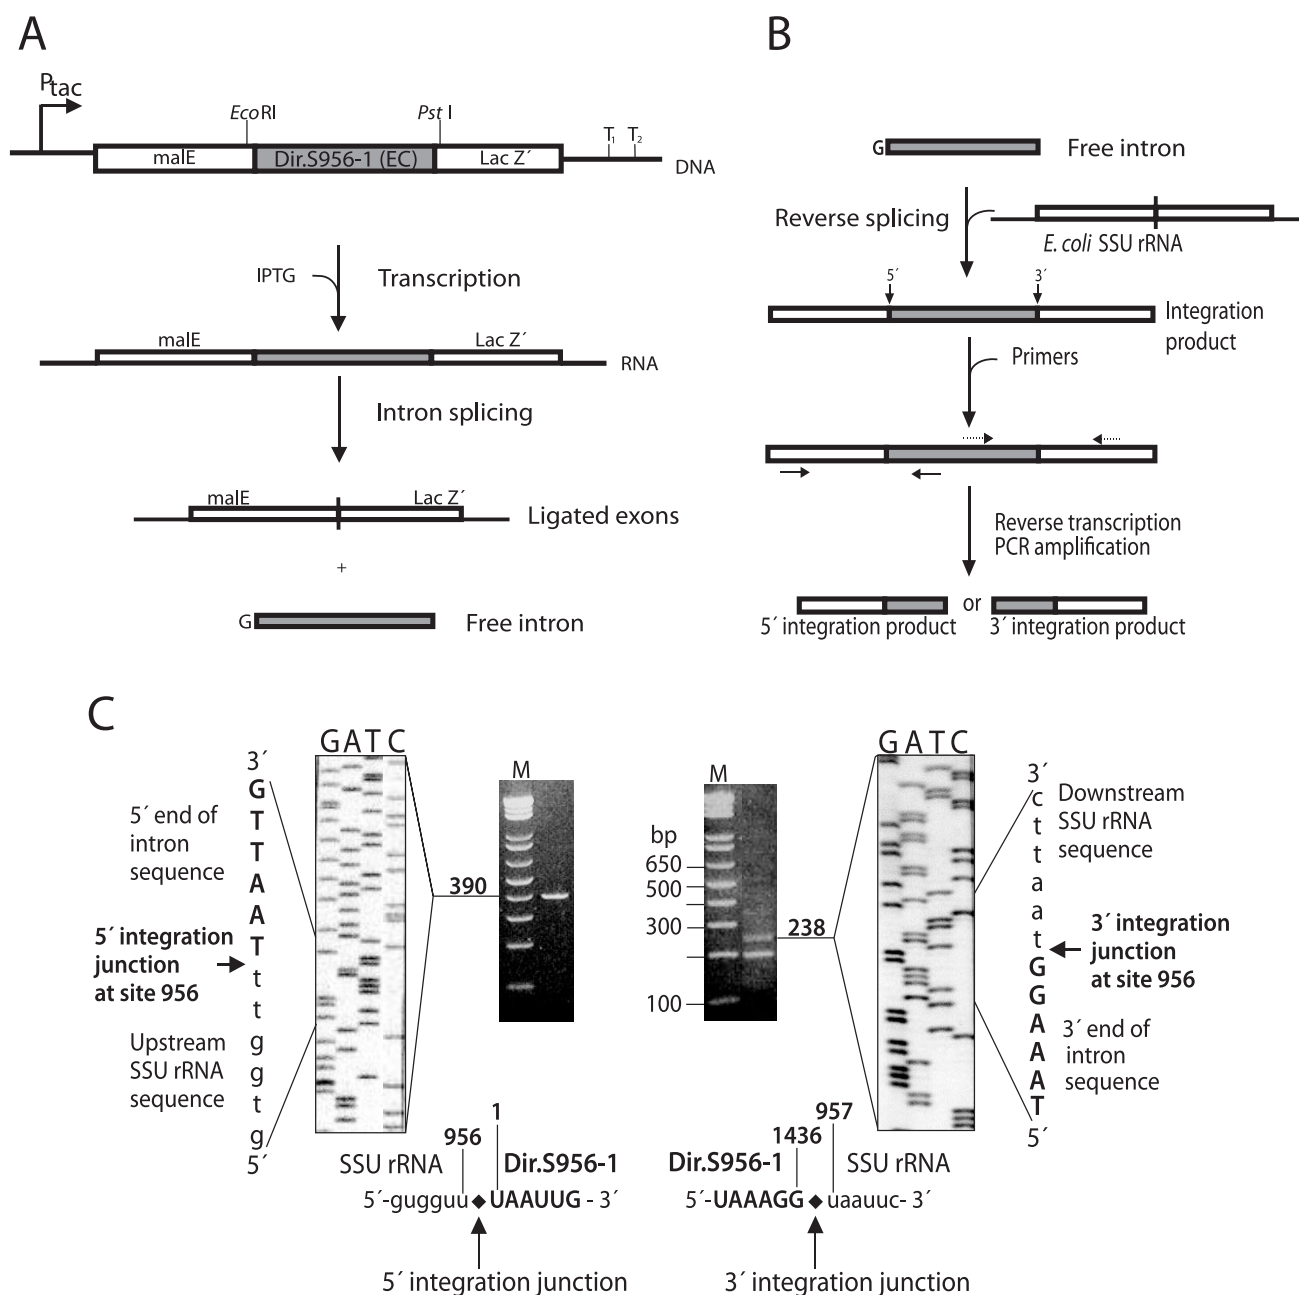 A
Ptac
EcoRI
Pst I
malE
Dir.S956-1 (EC)
Lac Z´
T1
T2
DNA
IPTG
Transcription
malE
Lac Z´
RNA
Intron splicing
malE
Lac Z´
Ligated exons
+
G
Free intron
B
G
Free intron
Reverse splicing
E. coli SSU rRNA
5´
3´
Integration
product
Primers
Reverse transcription
PCR amplification
or
5´ integration product
3´ integration product
C
G A T C
3´
G
T
T
A
A
T
t
t
g
g
t
g
5´
5´ end of
intron
sequence
5´ integration
junction
at site 956
Upstream
SSU rRNA
sequence
M
390
M
bp
650
500
300
100
238
G A T C
3´
c
t
t
a
a
t
G
G
A
A
A
T
5´
Downstream
SSU rRNA
sequence
3´ integration
junction
at site 956
3´ end of
intron
sequence
1
956
SSU rRNA
Dir.S956-1
5´-gugguu◆UAAUUG - 3´
5´ integration junction
957
1436
Dir.S956-1
SSU rRNA
5´-UAAAGG◆uaauuc- 3´
3´ integration junction